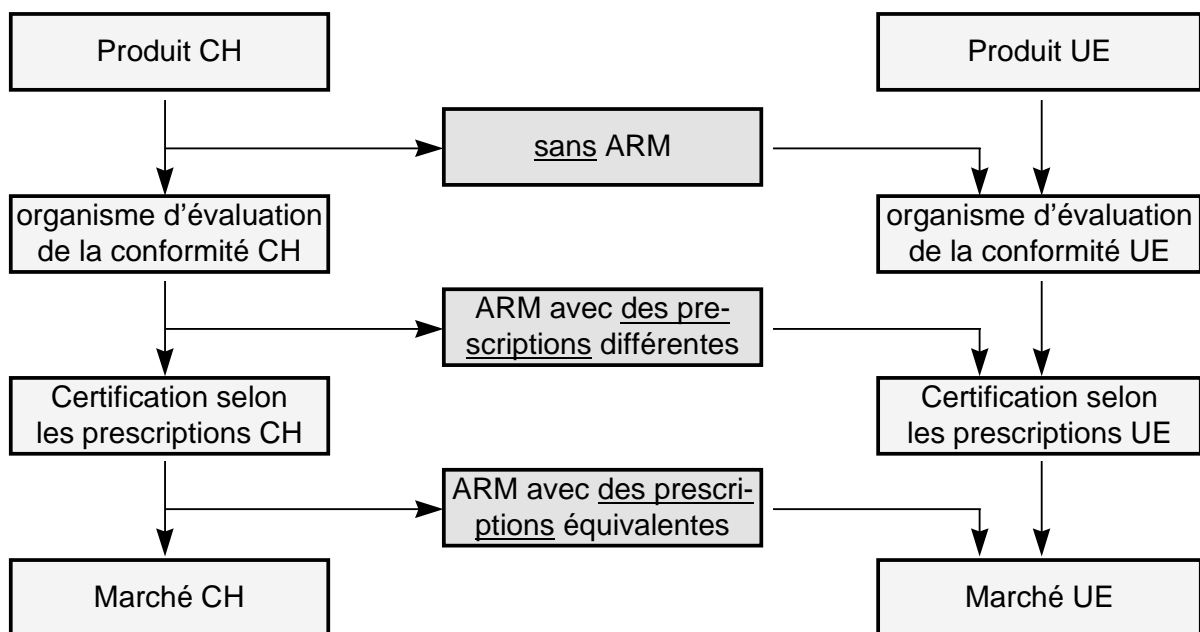 Produit CH
Produit UE
sans ARM
organisme d'évaluation
de la conformité CH
organisme d'évaluation
de la conformité UE
ARM avec des pre-
scriptions différentes
Certification selon
les prescriptions CH
Certification selon
les prescriptions UE
ARM avec des prescri-
ptions équivalentes
Marché CH
Marché UE